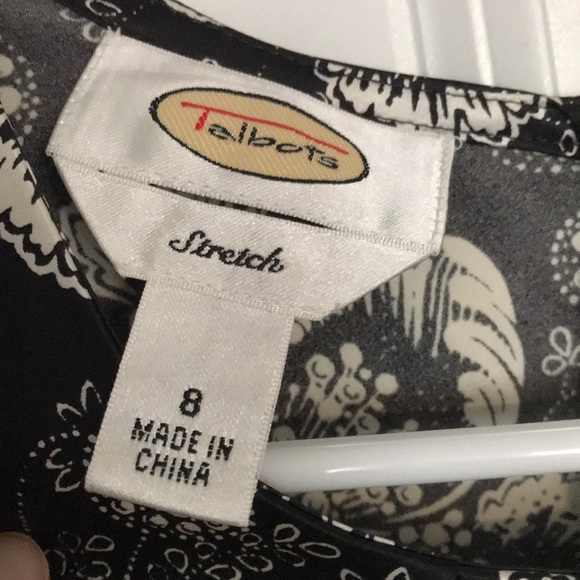 Talbots
Stretch
8
MADE IN
CHINA